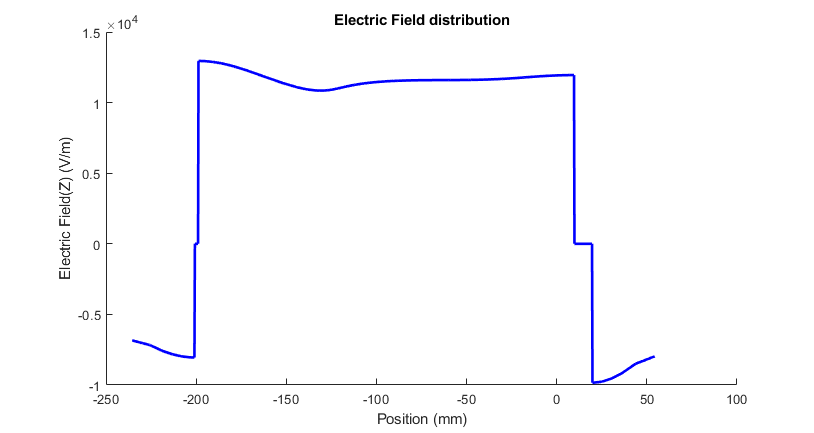 Electric Field distribution
×10⁴
1.5
1
0.5
0
-0.5
-1
Electric Field(Z) (V/m)
-250 -200 -150 -100 -50 0 50 100
Position (mm)